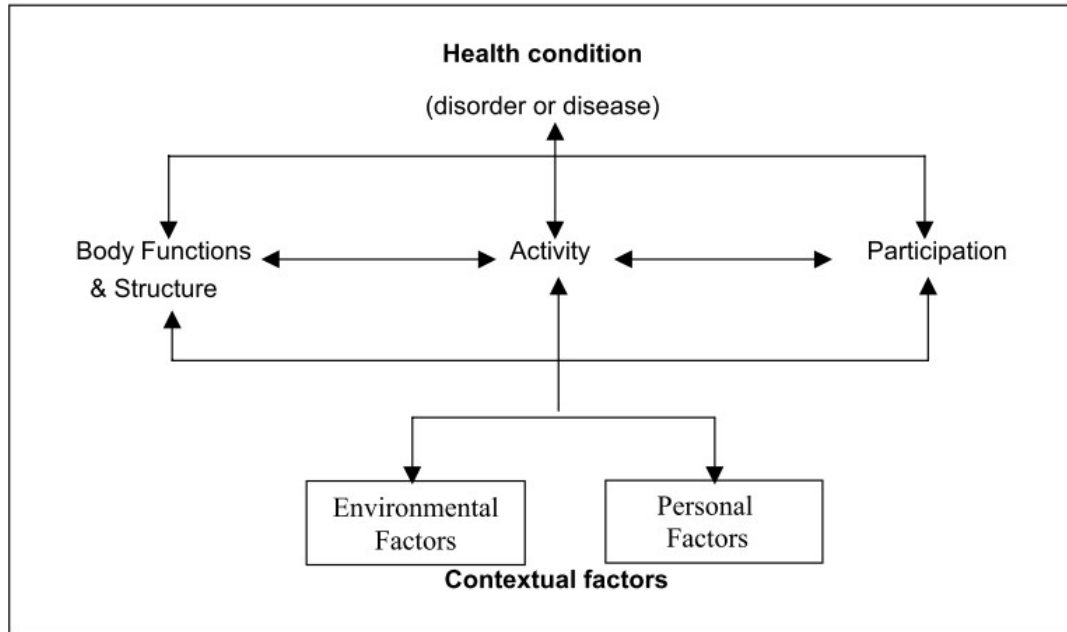 Health condition
(disorder or disease)
Body Functions
& Structure
Activity
Participation
Environmental
Factors
Personal
Factors
Contextual factors